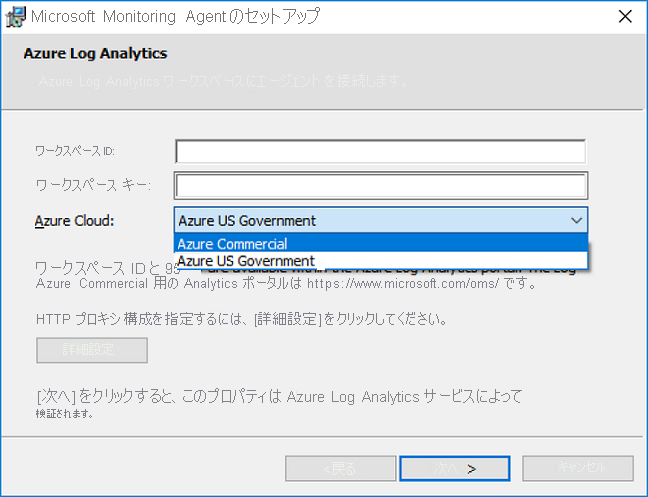 Microsoft Monitoring Agentのセットアップ
Azure Log Analytics
Azure Log Analytics ワークスペースにエージェントを接続します。
ワークスペース ID:
ワークスペース キー:
Azure Cloud:
Azure US Government
Azure Commercial
Azure US Government
ワークスペース IDと are available within the Azure Log Analytics portal. The Log
Azure Commercial 用の Analytics ポータルは https://www.microsoft.com/oms/ です。
HTTP プロキシ構成を指定するには、[詳細設定]をクリックしてください。
詳細設定
[次へ]をクリックすると、このプロパティは Azure Log Analytics サービスによって
検証されます。
<戻る
次へ >
キャンセル